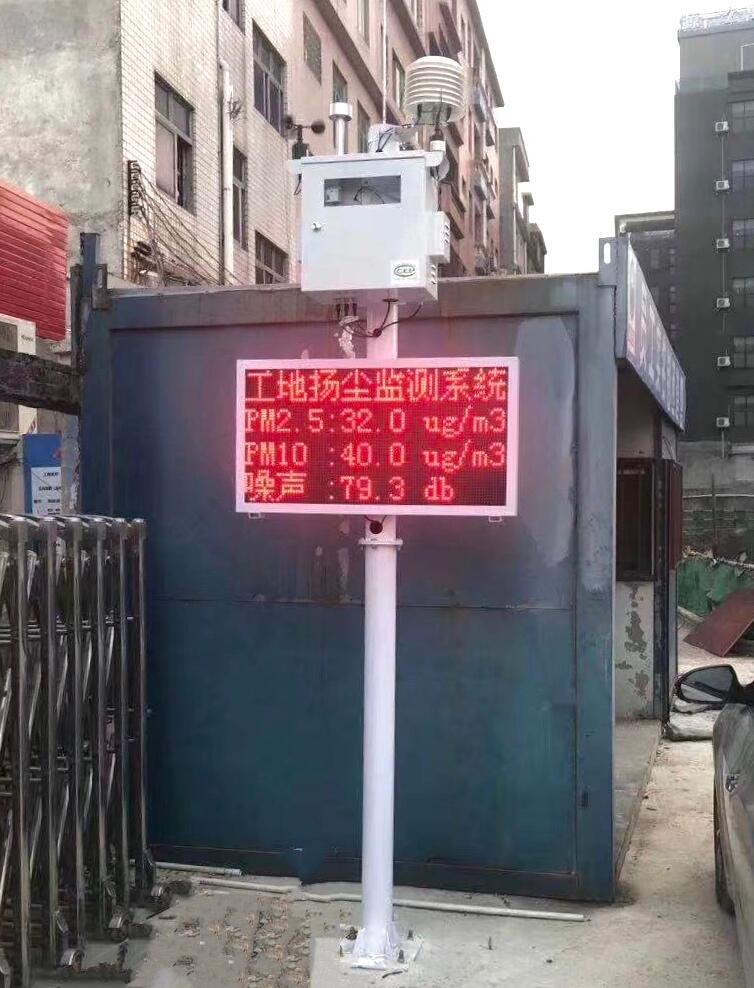 工地扬尘监测系统
PM2.5:32.0 ug/m3
PM10 :40.0 ug/m3
噪声 :79.3 db